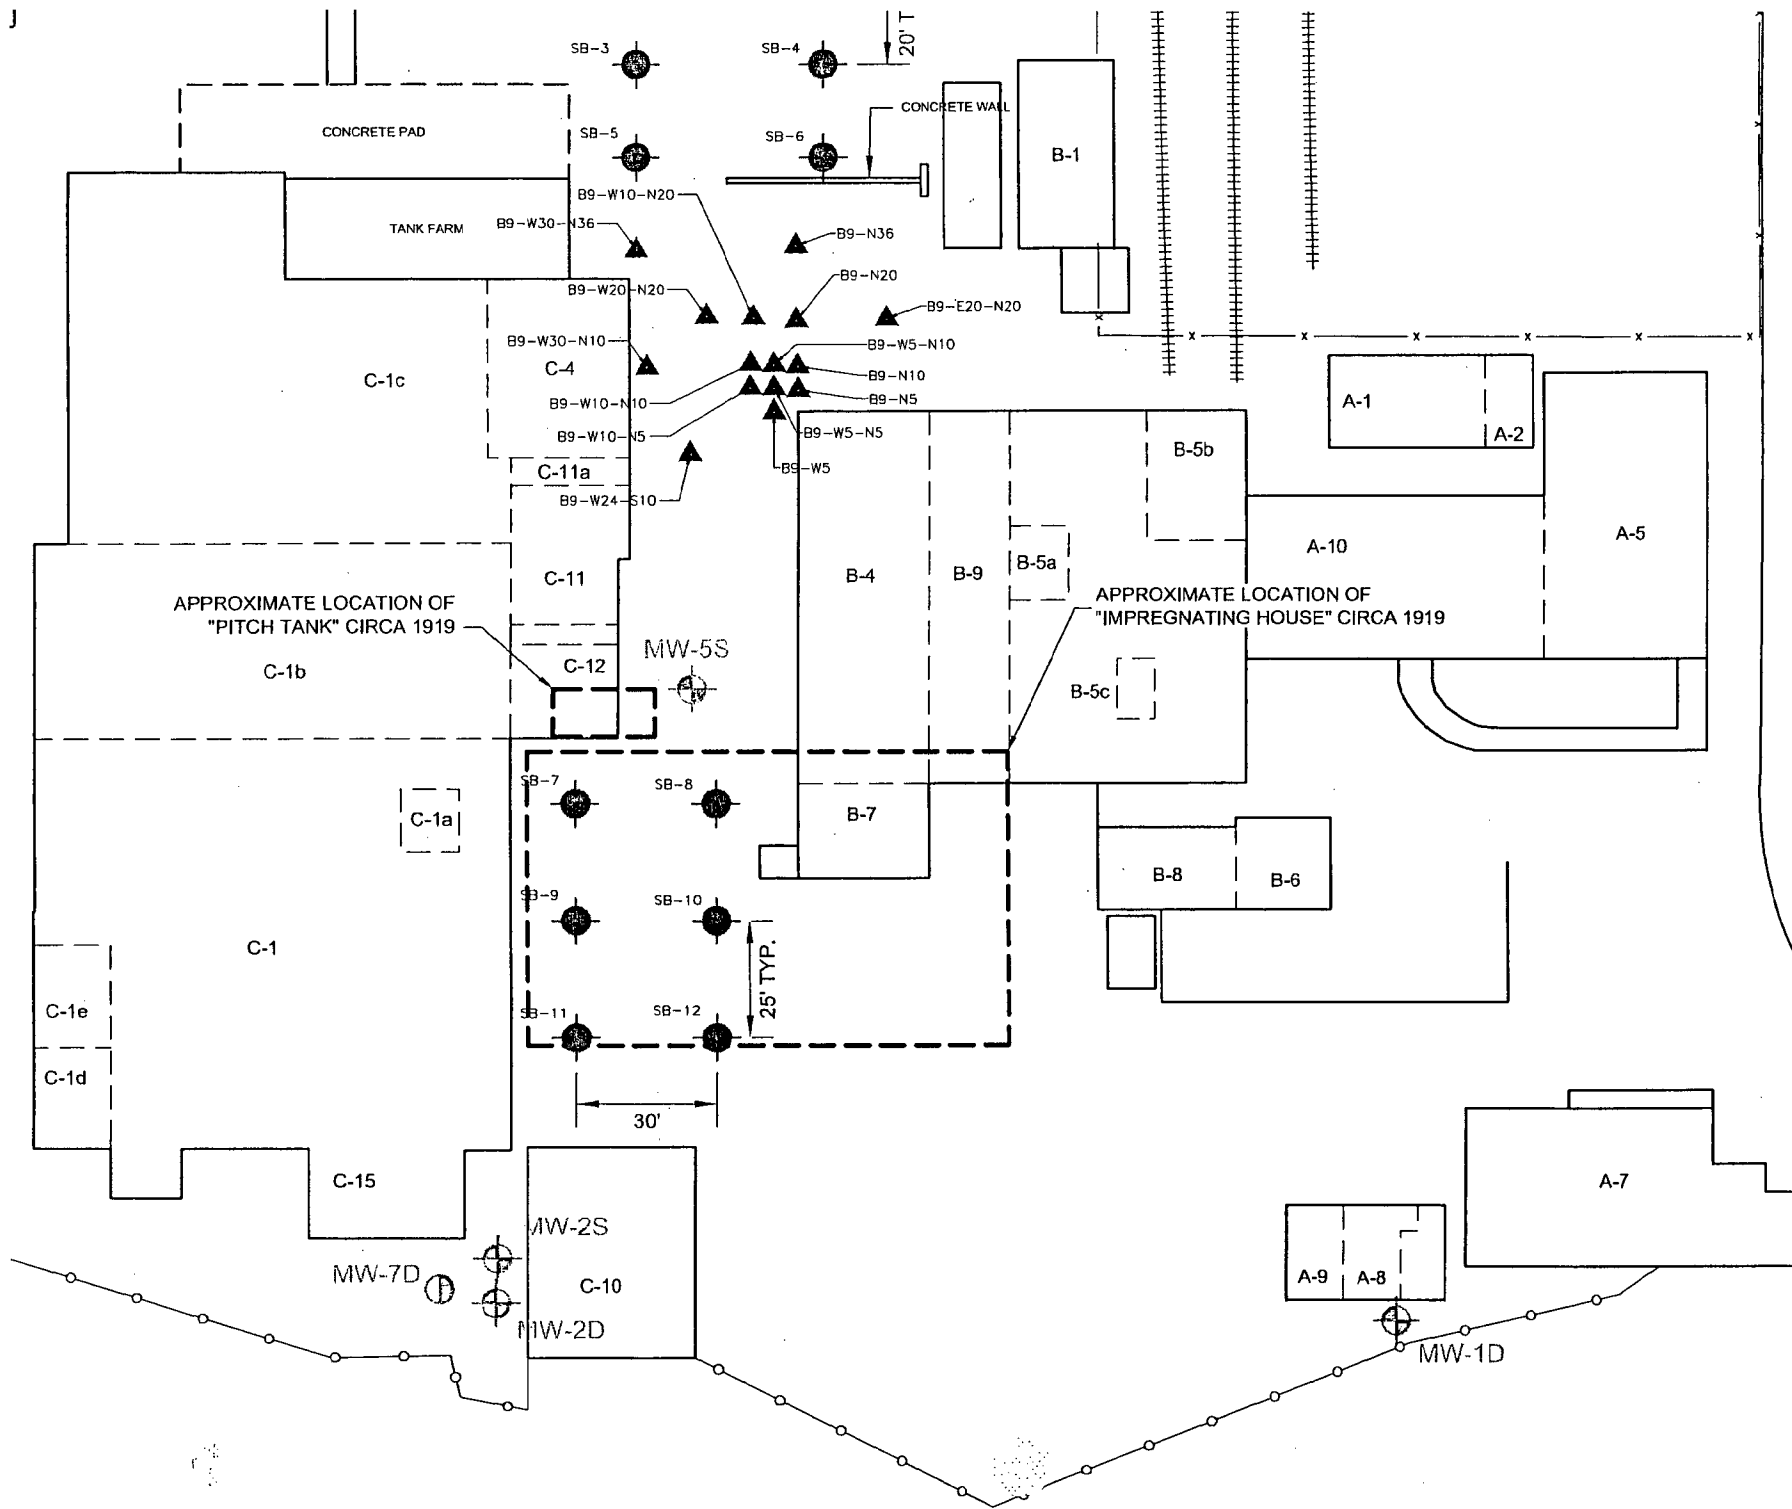 J
SB-3
SB-4
20' T
CONCRETE PAD
SB-5
SB-6
CONCRETE WALL
B-1
B9-W10-N20
B9-W30-N36
TANK FARM
B9-N36
B9-N20
B9-W20-N20
B9-E20-N20
B9-W30-N10
B9-W5-N10
C-1c
C-4
B9-N10
B9-W10-N10
B9-N5
A-1
A-2
B9-W10-N5
B9-W5-N5
B-5b
C-11a
B9-W5
B9-W24-S10
A-5
A-10
C-11
B-4
B-9
B-5a
APPROXIMATE LOCATION OF
"PITCH TANK" CIRCA 1919
APPROXIMATE LOCATION OF
"IMPREGNATING HOUSE" CIRCA 1919
C-1b
C-12
MW-5S
B-5c
SB-7
SB-8
C-1a
B-7
B-8
B-6
SB-9
SB-10
C-1
25' TYP.
C-1e
SB-11
SB-12
C-1d
30'
C-15
A-7
MW-2S
MW-7D
C-10
A-9
A-8
MW-2D
MW-1D